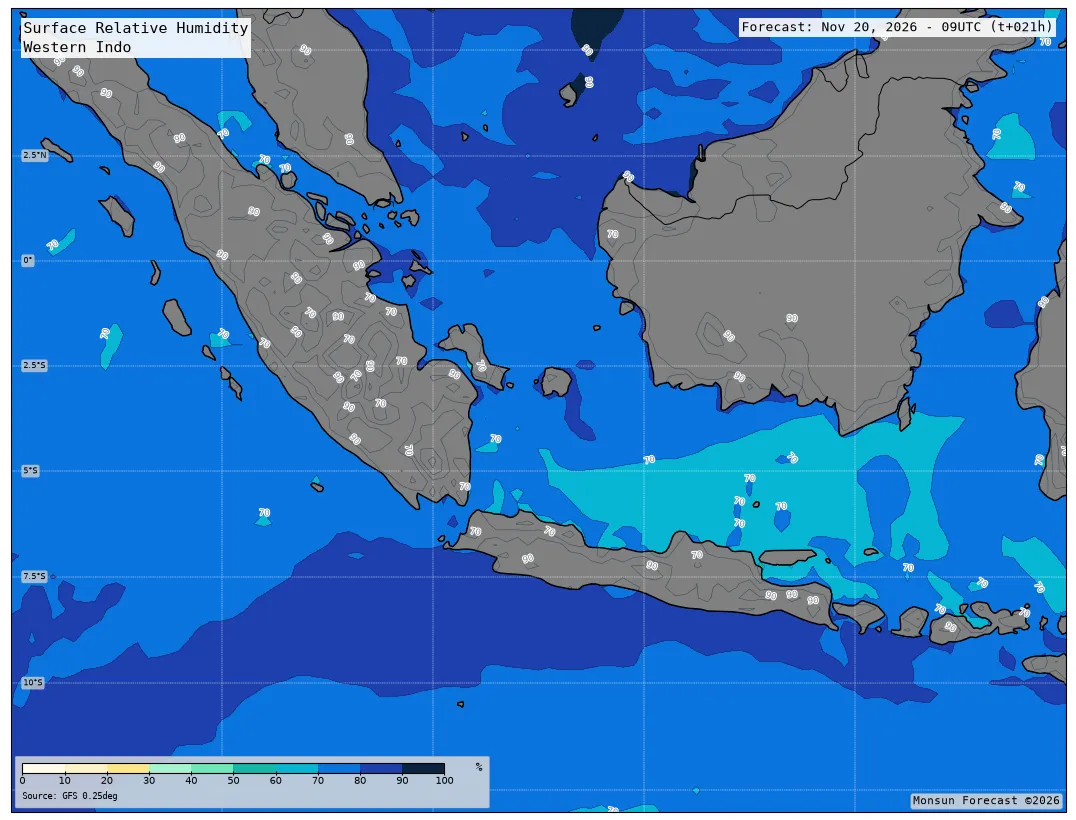 Surface Relative Humidity
Western Indo
Forecast: Nov 20, 2026 - 09UTC (t+021h)
2.5°N
0°
2.5°S
5°S
7.5°S
10°S
0 10 20 30 40 50 60 70 80 90 100 %
Source: GFS 0.25deg
Monsun Forecast ©2026